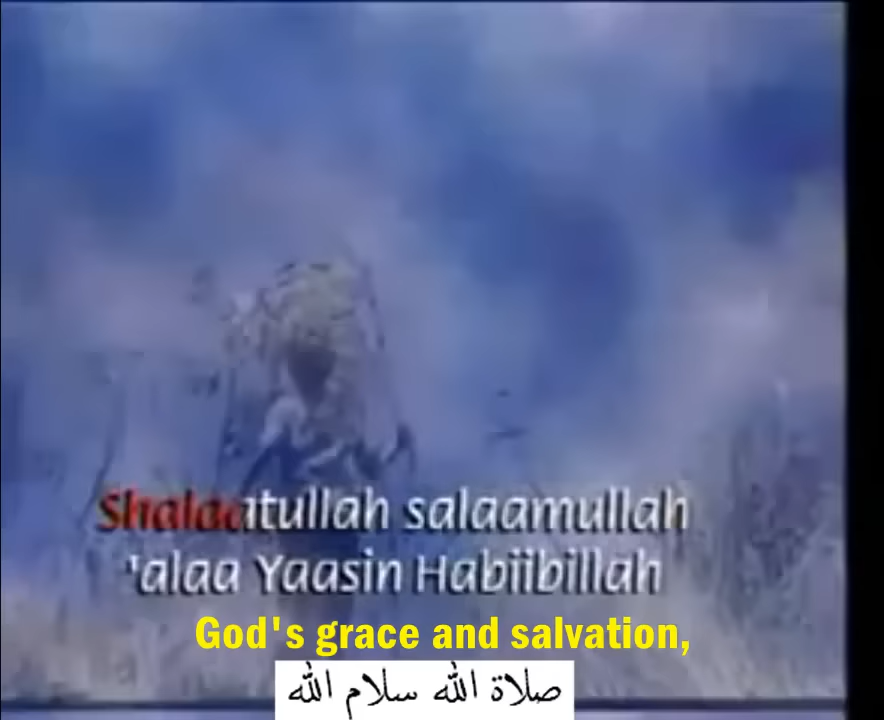 Shalaatullah salaamullah
'alaa Yaasin Habiibillah
God's grace and salvation,
صلاة الله سلام الله